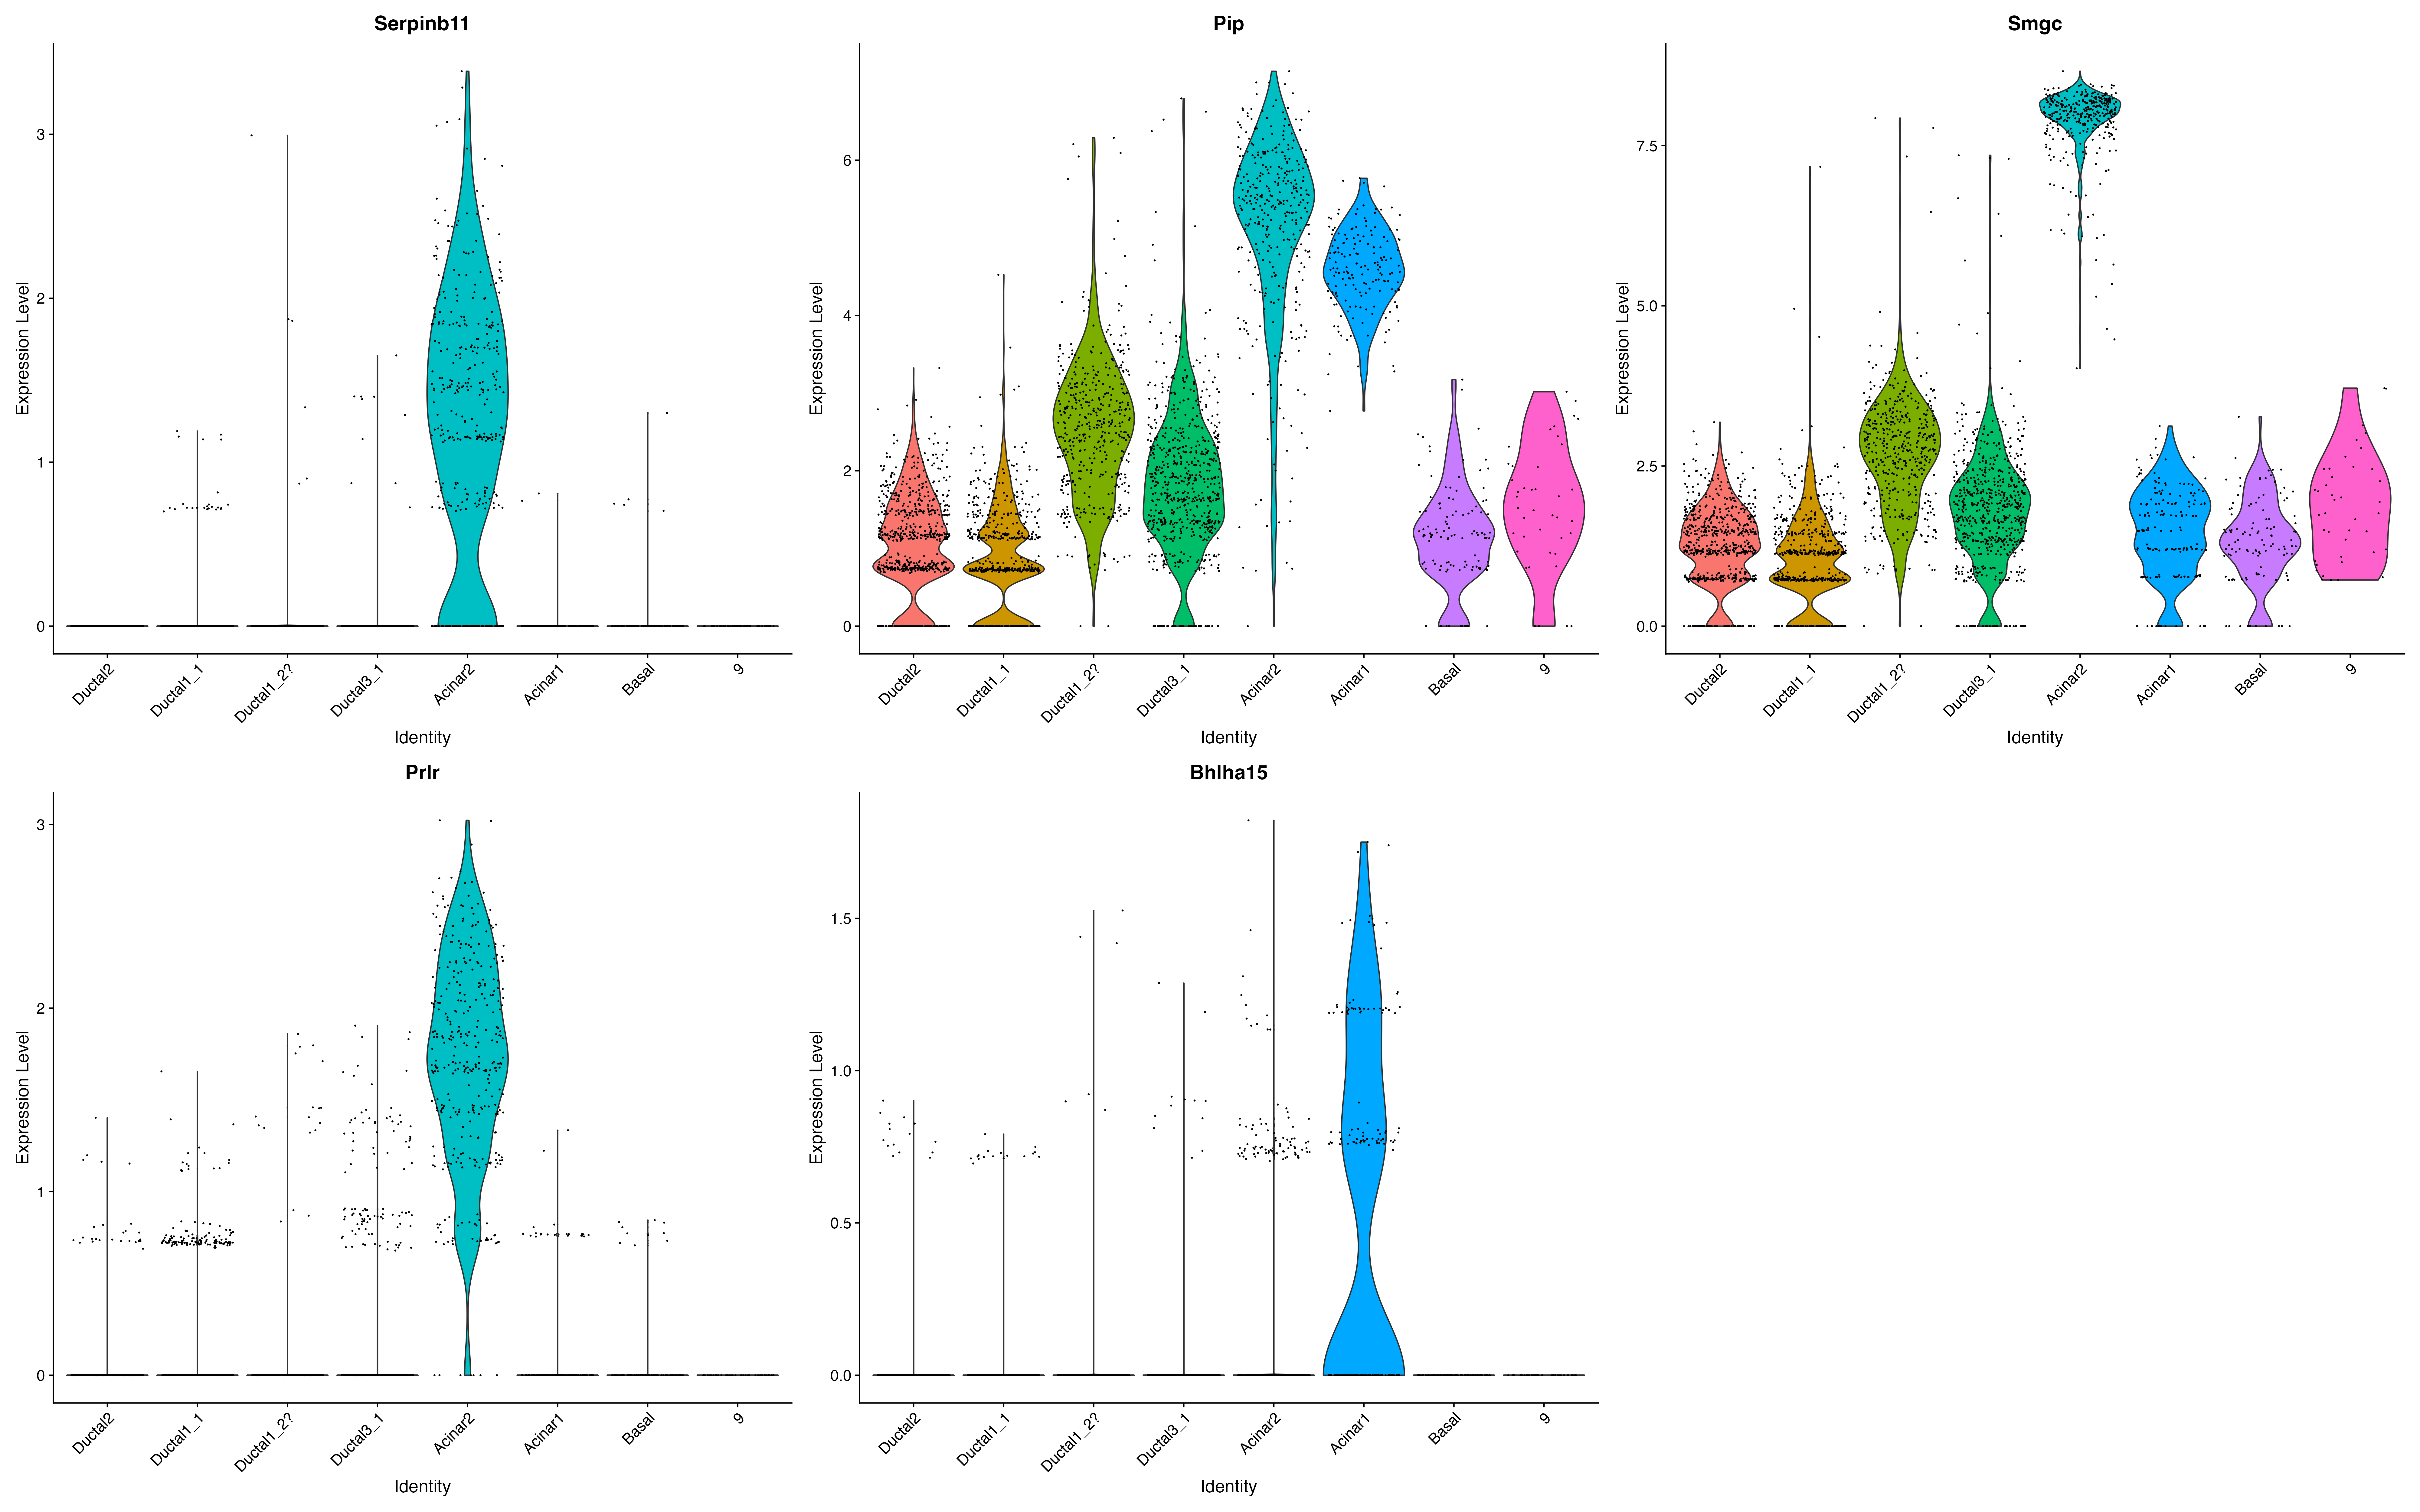 Serpinb11
Expression Level
3
2
1
0
Ductal2
Ductal1_1
Ductal1_2?
Ductal3_1
Acinar2
Acinar1
Basal
9
Identity
Pip
Expression Level
6
4
2
0
Ductal2
Ductal1_1
Ductal1_2?
Ductal3_1
Acinar2
Acinar1
Basal
9
Identity
Smgc
Expression Level
7.5
5.0
2.5
0.0
Ductal2
Ductal1_1
Ductal1_2?
Ductal3_1
Acinar2
Acinar1
Basal
9
Identity
Prlr
Expression Level
3
2
1
0
Ductal2
Ductal1_1
Ductal1_2?
Ductal3_1
Acinar2
Acinar1
Basal
9
Identity
Bhlha15
Expression Level
1.5
1.0
0.5
0.0
Ductal2
Ductal1_1
Ductal1_2?
Ductal3_1
Acinar2
Acinar1
Basal
9
Identity